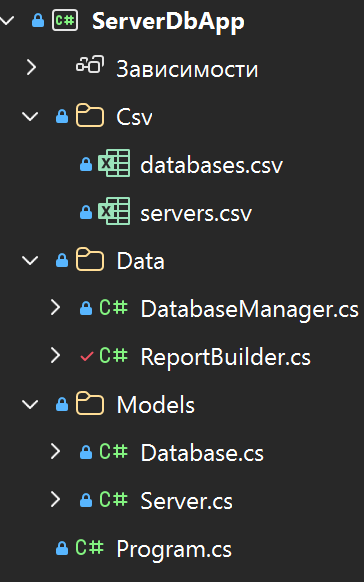 C# ServerDbApp
Зависимости
Csv
databases.csv
servers.csv
Data
C# DatabaseManager.cs
C# ReportBuilder.cs
Models
C# Database.cs
C# Server.cs
C# Program.cs